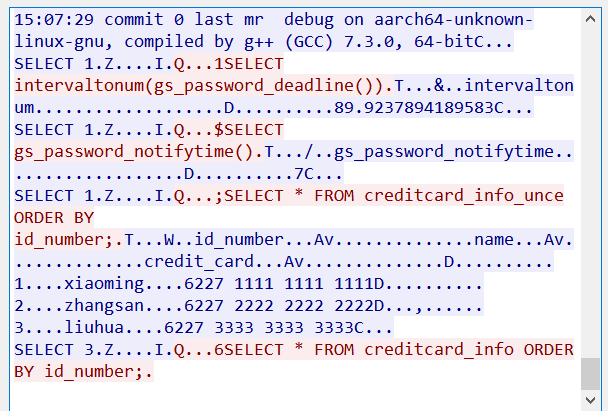 15:07:29 commit 0 last mr  debug on aarch64-unknown-
linux-gnu, compiled by g++ (GCC) 7.3.0, 64-bitC...
SELECT 1.Z....I.Q...1SELECT
intervaltonum(gs_password_deadline()).T...&..intervalton
um...................D..........89.9237894189583C...
SELECT 1.Z....I.Q...$SELECT
gs_password_notifytime().T.../..gs_password_notifytime..
.................D..........7C...
SELECT 1.Z....I.Q...;SELECT * FROM creditcard_info_unce
ORDER BY
id_number;.T...W..id_number...Av..............name...Av.
.............credit_card...Av..............D..........
1....xiaoming....6227 1111 1111 1111D..........
2....zhangsan....6227 2222 2222 2222D...,......
3....liuhua....6227 3333 3333 3333C...
SELECT 3.Z....I.Q...6SELECT * FROM creditcard_info ORDER
BY id_number;.